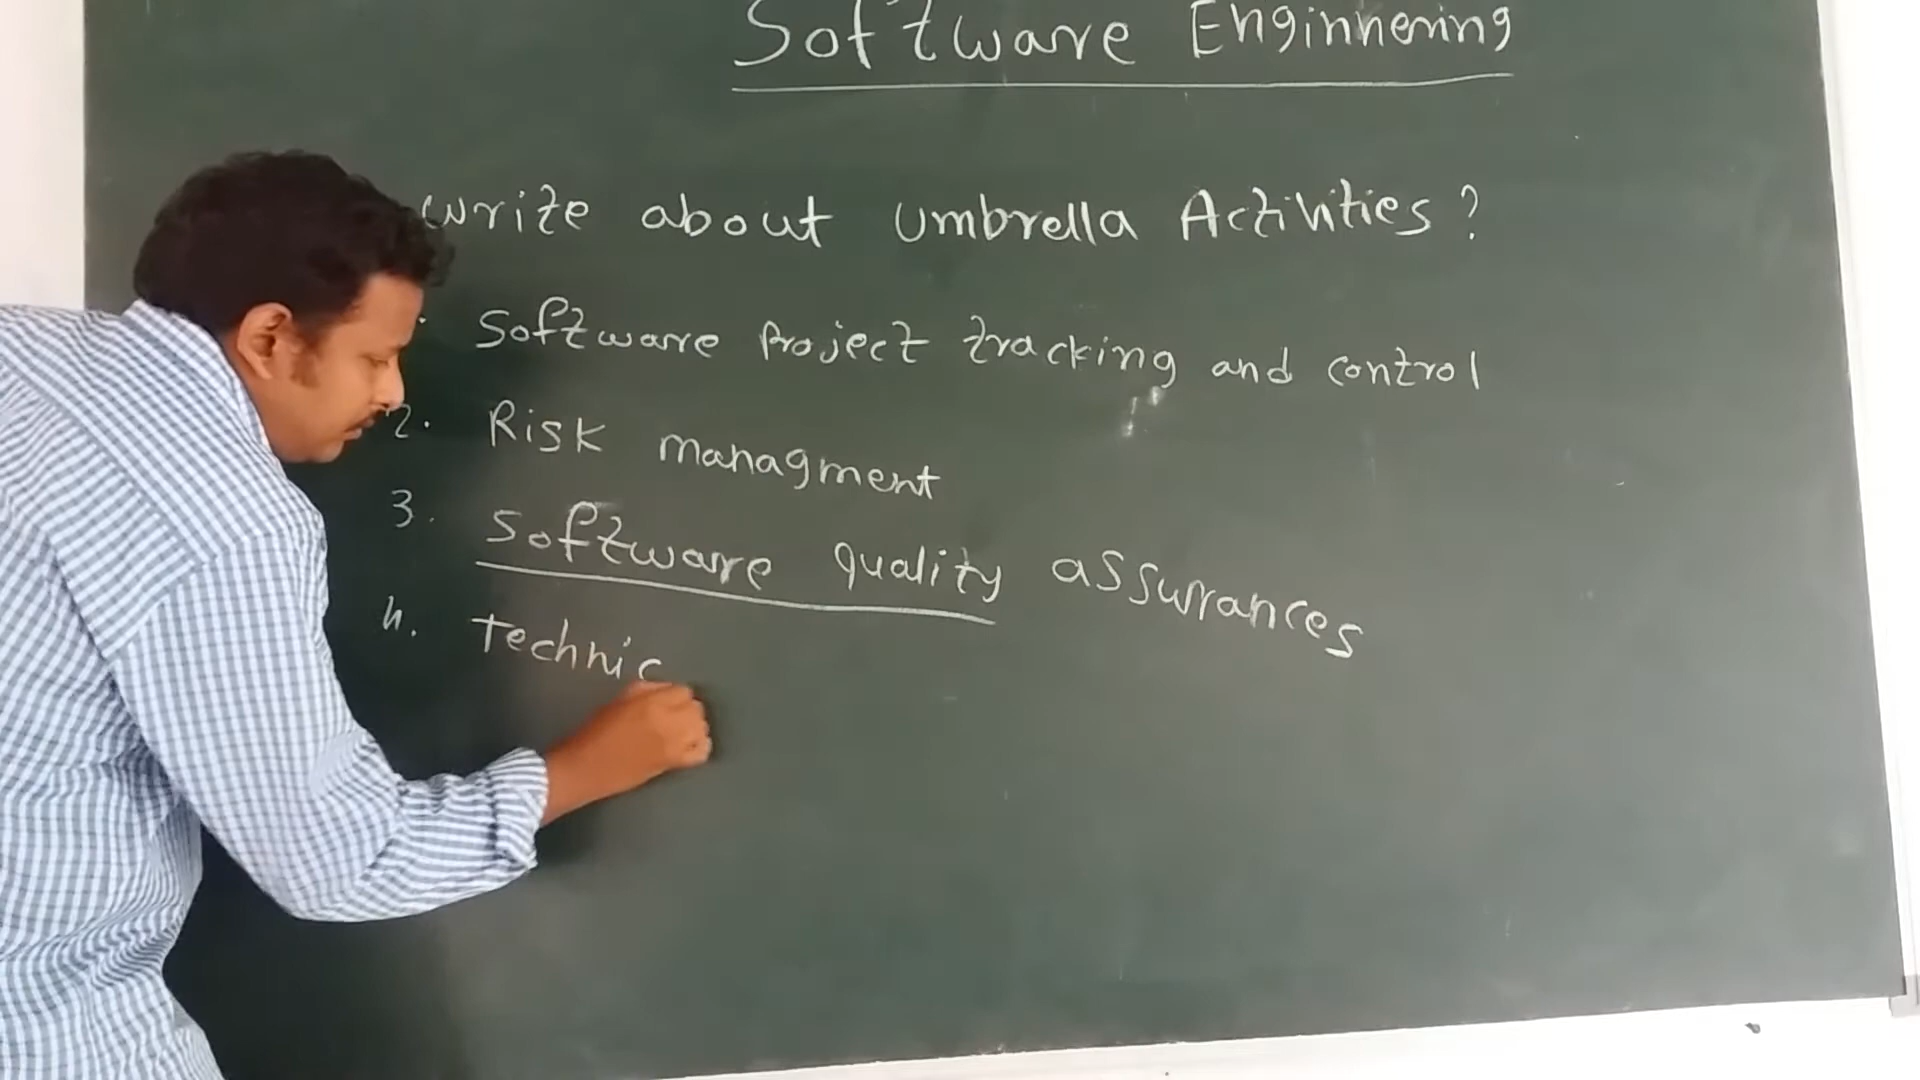 Software Enginnering
write about Umbrella Activities?
Software Project tracking and control
2. Risk managment
3. Software quality assurances
4. Technic